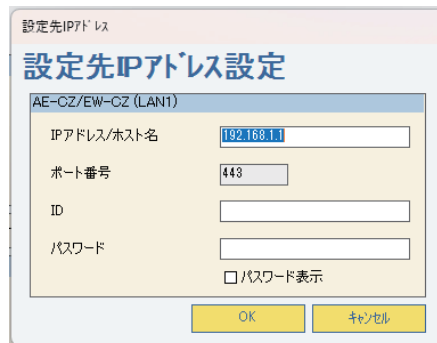 設定先IPｱﾄﾞﾚｽ
設定先IPｱﾄﾞﾚｽ設定
AE-CZ/EW-CZ (LAN1)
IPアドレス/ホスト名
192.168.1.1
ポート番号
443
ID
パスワード
パスワード表示
OK
ｷｬﾝｾﾙ